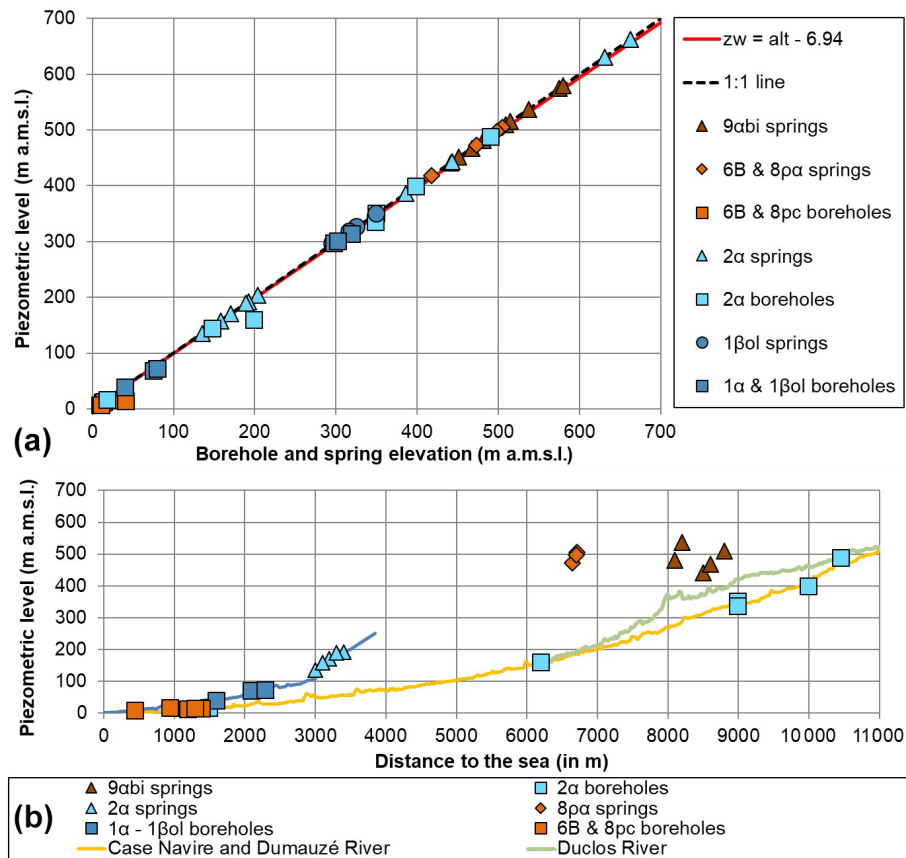 700
600
500
400
300
200
100
0
Piezometric level (m a.m.s.l.)
0 100 200 300 400 500 600 700
Borehole and spring elevation (m a.m.s.l.)
(a)
zw = alt - 6.94
1:1 line
9αbi springs
6B & 8ρα springs
6B & 8pc boreholes
2α springs
2α boreholes
1βol springs
1α & 1βol boreholes
700
600
500
400
300
200
100
0
Piezometric level (m a.m.s.l.)
0 1000 2000 3000 4000 5000 6000 7000 8000 9000 10000 11000
Distance to the sea (in m)
(b)
9αbi springs
2α springs
1α - 1βol boreholes
Case Navire and Dumauzé River
2α boreholes
8ρα springs
6B & 8pc boreholes
Duclos River